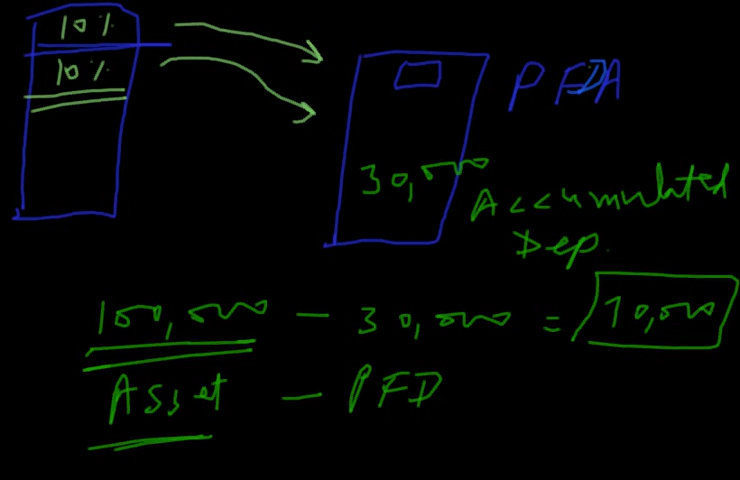 10%
10%
PFDA
30,000
Accumulated
Dep.
100,000 - 30,000 = 70,000
Asset - PFD